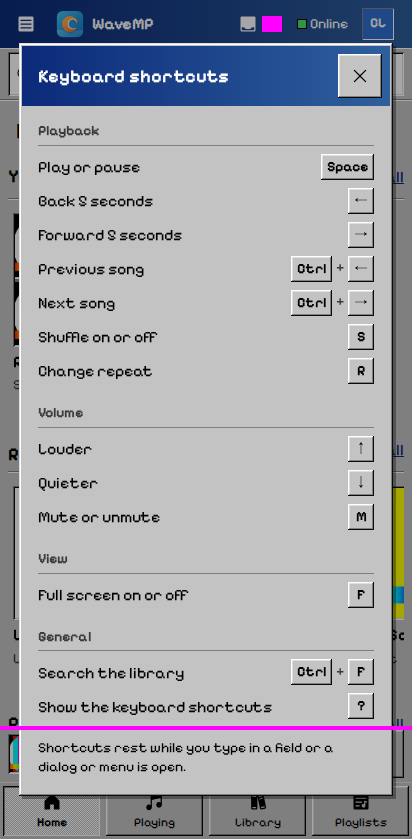 WaveMP
Online
OL
Keyboard shortcuts
Playback
Play or pause Space
Back 5 seconds ←
Forward 5 seconds →
Previous song Ctrl + ←
Next song Ctrl + →
Shuffle on or off S
Change repeat R
Volume
Louder ↑
Quieter ↓
Mute or unmute M
View
Full screen on or off F
General
Search the library Ctrl + F
Show the keyboard shortcuts ?
Shortcuts rest while you type in a field or a
dialog or menu is open.
Home
Playing
Library
Playlists